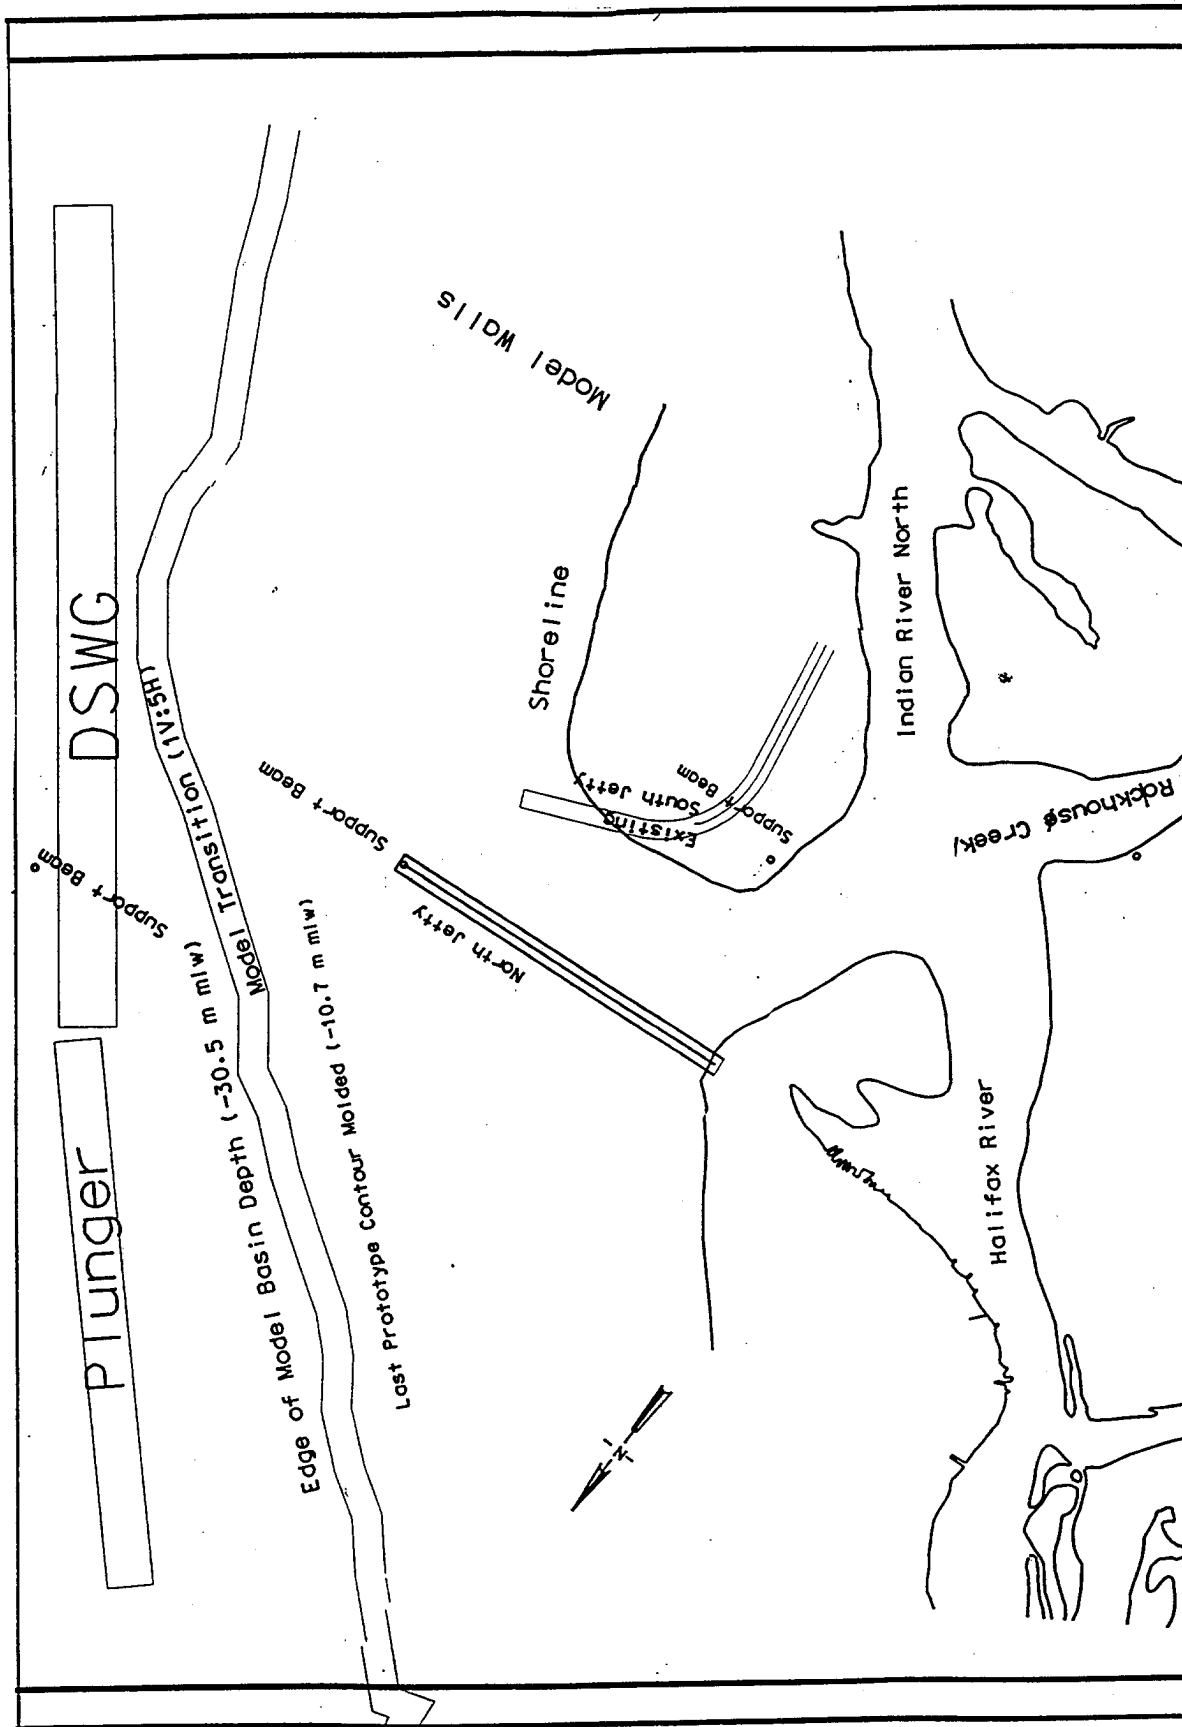 DSWG
Plunger
Support Beam
Model Transition (1V:5H)
Edge of Model Basin Depth (-30.5 m mlw)
Last Prototype Contour Molded (-10.7 m mlw)
Support Beam
North Jetty
Model Walls
Shoreline
Existing
South Jetty
Support Beam
Indian River North
Rockhouse Creek
Halifax River
N